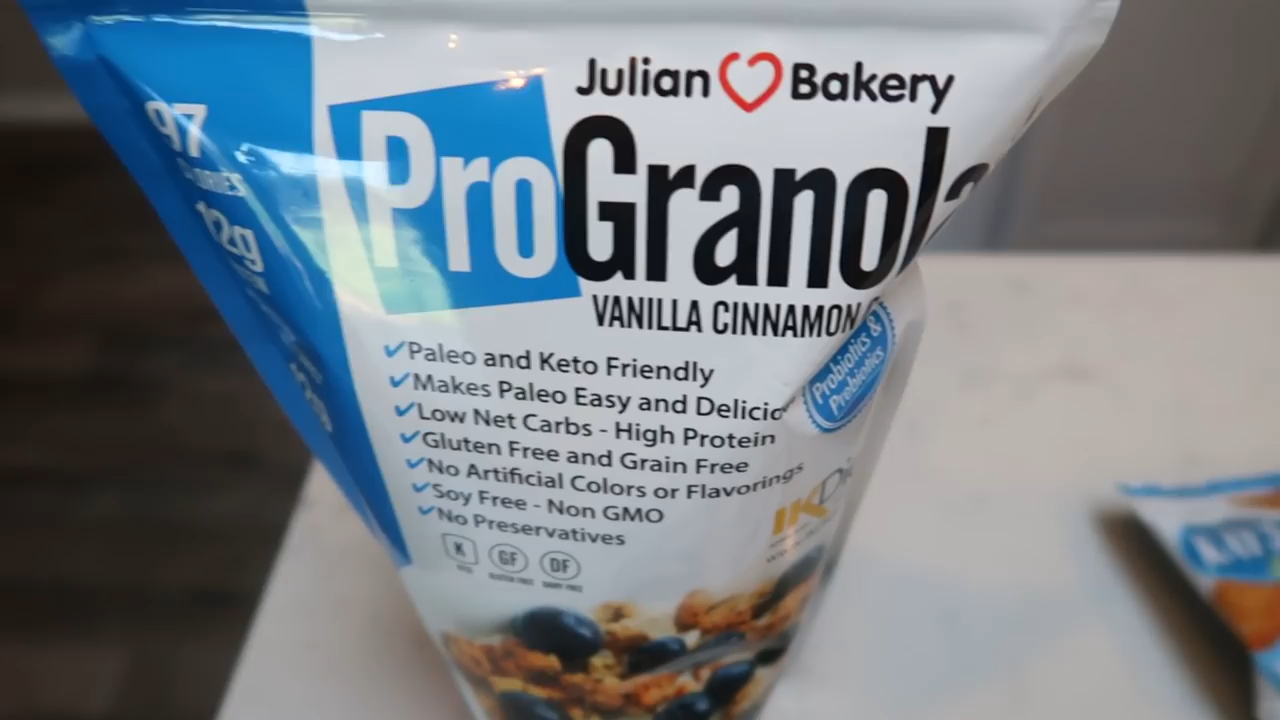 Julian Bakery
ProGranola
VANILLA CINNAMON
97
12g
Paleo and Keto Friendly
Makes Paleo Easy and Delicio
Low Net Carbs - High Protein
Gluten Free and Grain Free
No Artificial Colors or Flavorings
Soy Free - Non GMO
No Preservatives
Probiotics &
Prebiotics
IKDi
K GF DF